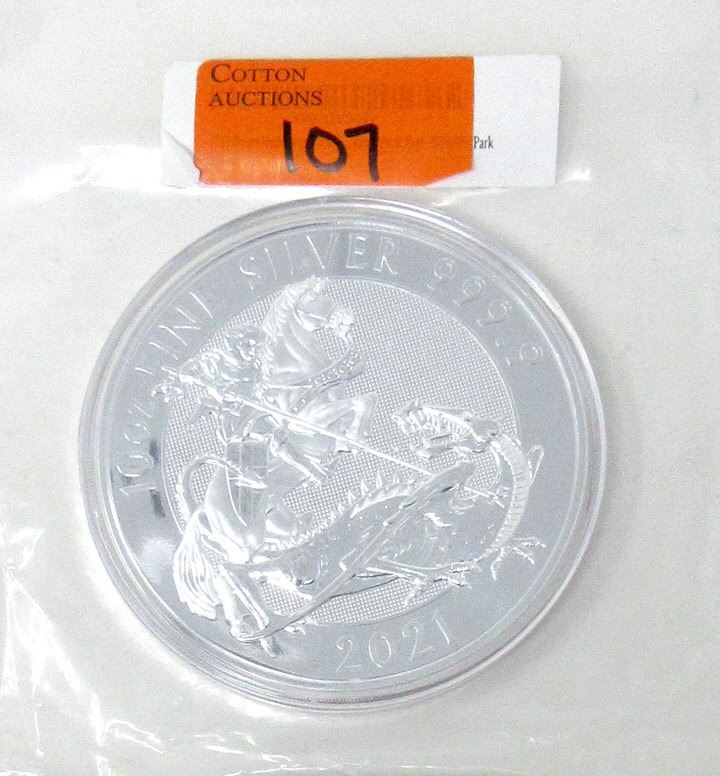 COTTON
AUCTIONS
107
Park
10oz FINE SILVER 999.9
2021